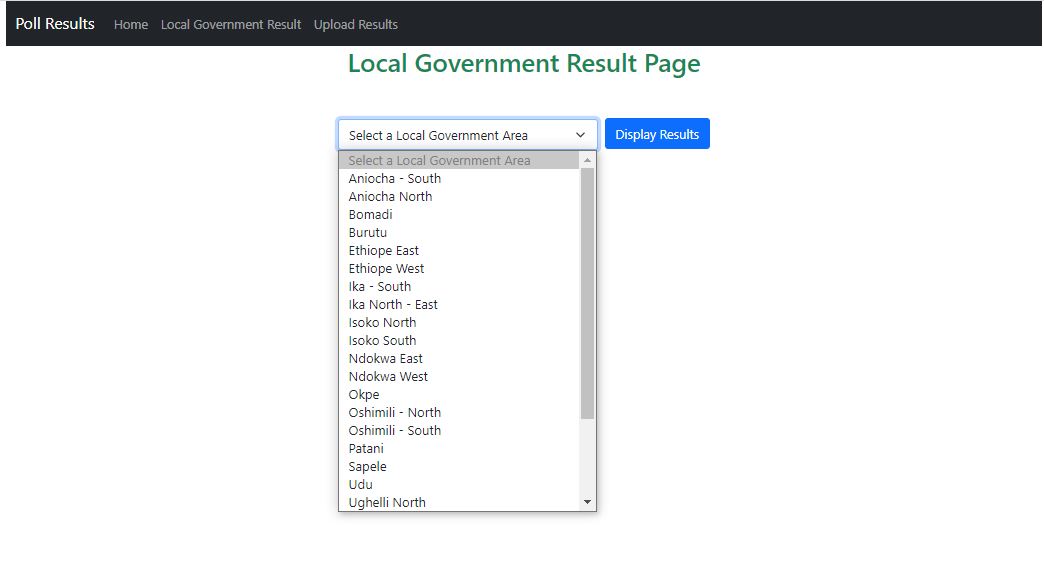 Poll Results Home Local Government Result Upload Results
Local Government Result Page
Select a Local Government Area Display Results
Select a Local Government Area
Aniocha - South
Aniocha North
Bomadi
Burutu
Ethiope East
Ethiope West
Ika - South
Ika North - East
Isoko North
Isoko South
Ndokwa East
Ndokwa West
Okpe
Oshimili - North
Oshimili - South
Patani
Sapele
Udu
Ughelli North